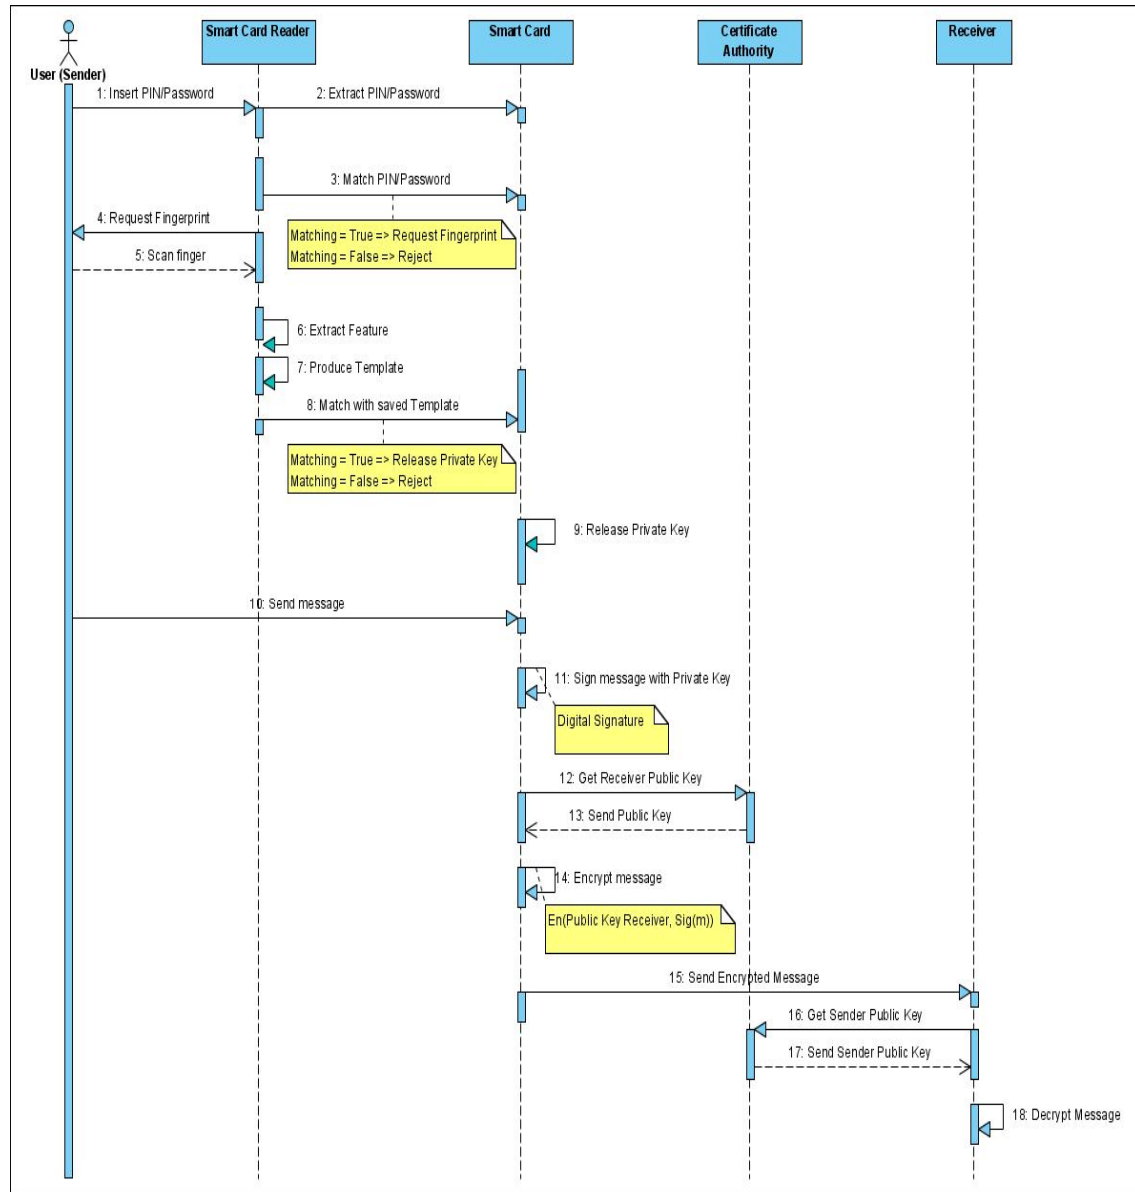 Smart Card Reader
Smart Card
Certificate
Authority
Receiver
User (Sender)
1: Insert PIN/Password
2: Extract PIN/Password
3: Match PIN/Password
4: Request Fingerprint
Matching = True => Request Fingerprint
Matching = False => Reject
5: Scan finger
6: Extract Feature
7: Produce Template
8: Match with saved Template
Matching = True => Release Private Key
Matching = False => Reject
9: Release Private Key
10: Send message
11: Sign message with Private Key
Digital Signature
12: Get Receiver Public Key
13: Send Public Key
14: Encrypt message
En(Public Key Receiver, Sig(m))
15: Send Encrypted Message
16: Get Sender Public Key
17: Send Sender Public Key
18: Decrypt Message